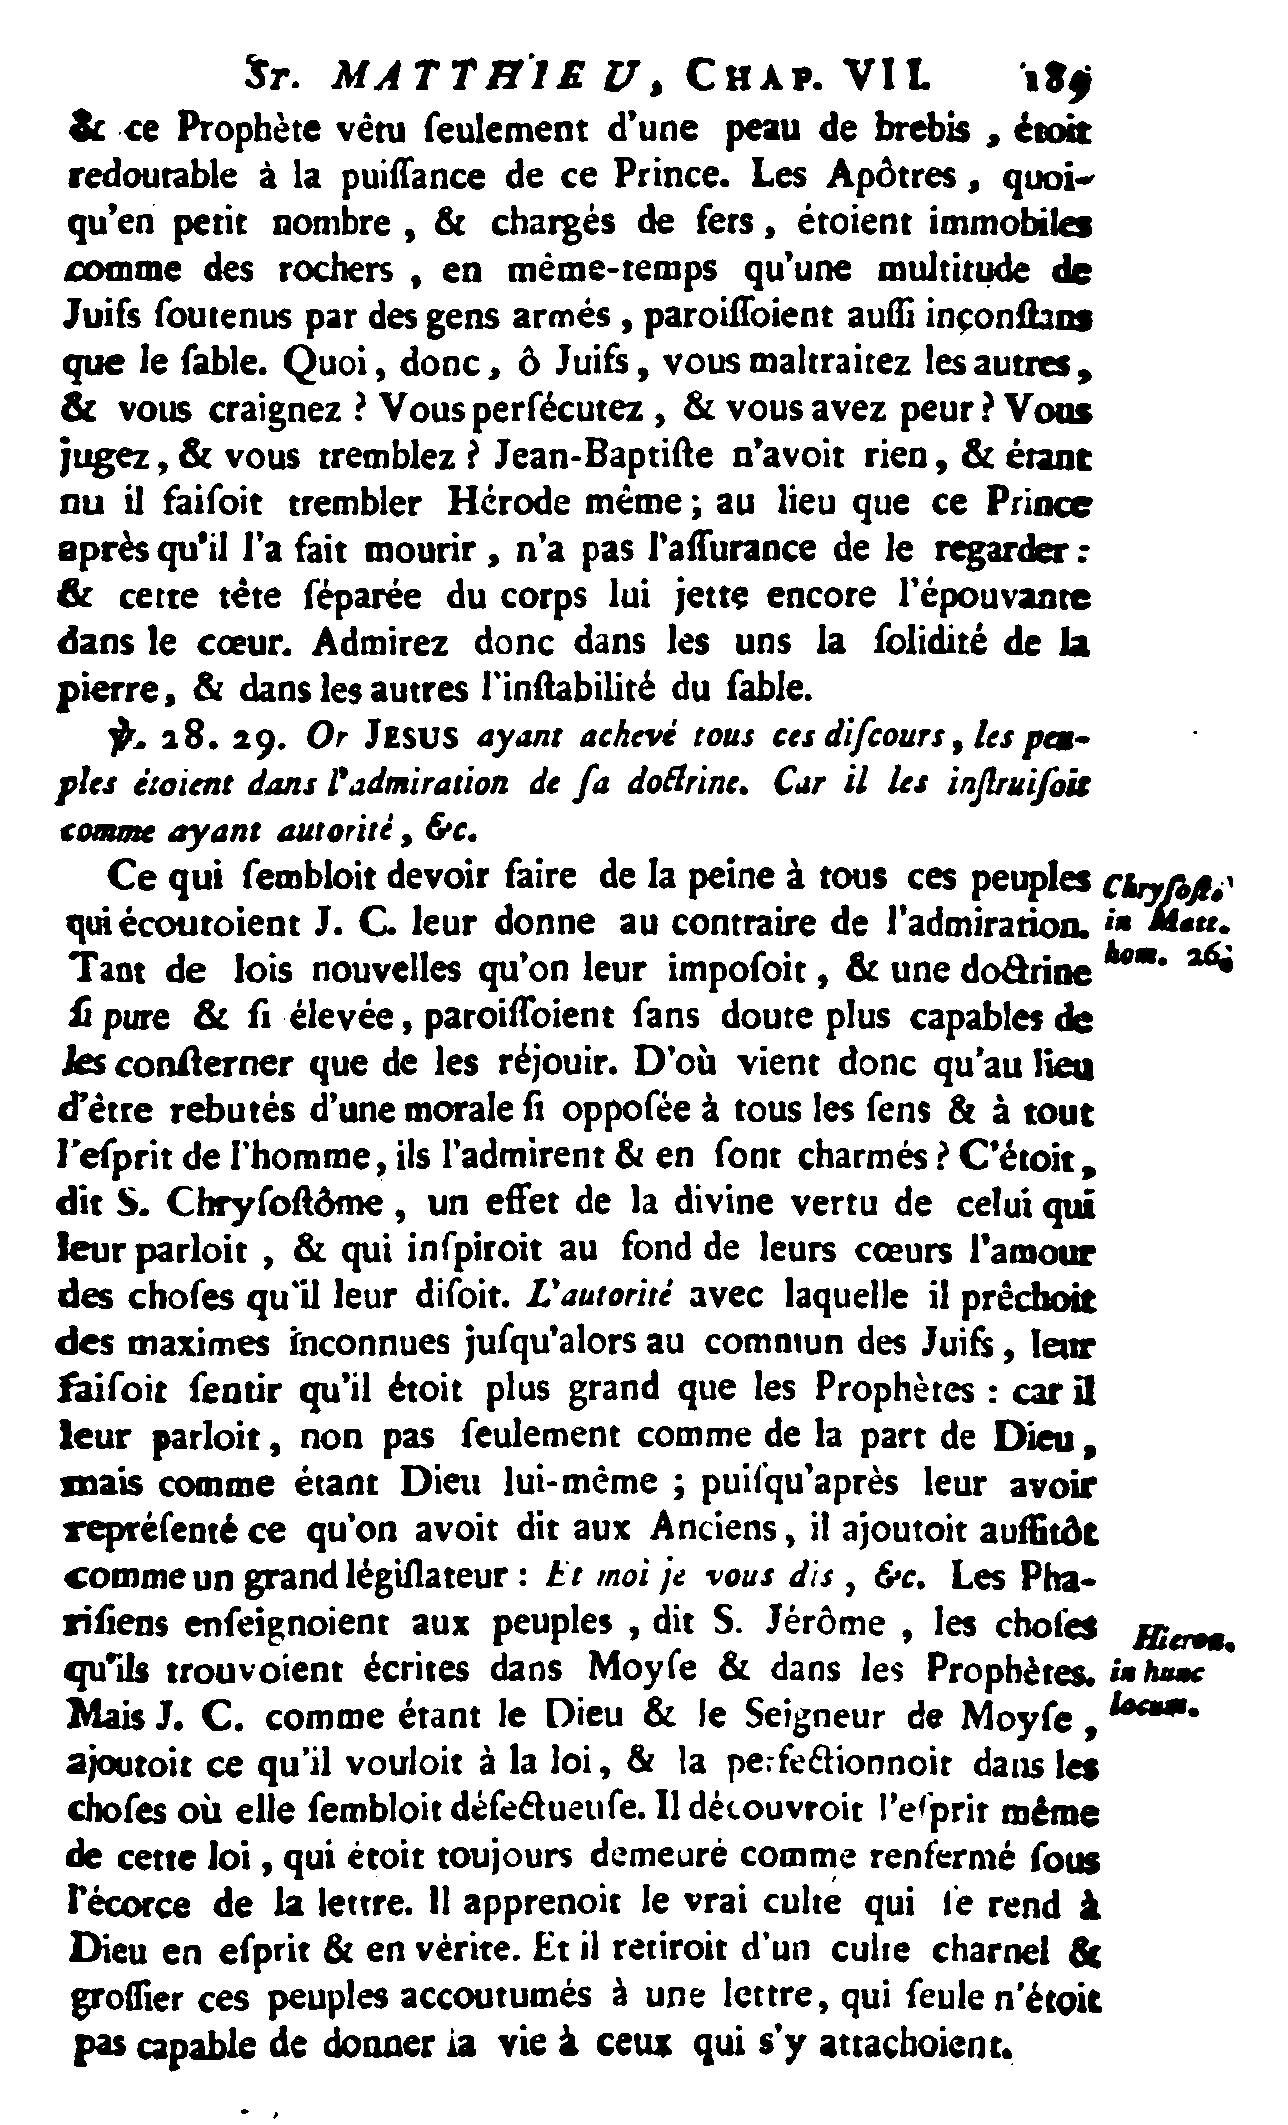 St. MATTHIEU, CHAP. VII. 189
& ce Prophète vêtu ſeulement d'une peau de brebis, étoit
redoutable à la puiſſance de ce Prince. Les Apôtres, quoi-
qu'en petit nombre, & chargés de fers, étoient immobiles
comme des rochers, en même-temps qu'une multitude de
Juifs ſoutenus par des gens armés, paroiſſoient auſſi inçonſtans
que le ſable. Quoi, donc, ô Juifs, vous maltraitez les autres,
& vous craignez ? Vous perſécutez, & vous avez peur ? Vous
jugez, & vous tremblez ? Jean-Baptiſte n'avoit rien, & étant
nu il faiſoit trembler Hérode même ; au lieu que ce Prince
après qu'il l'a fait mourir, n'a pas l'aſſurance de le regarder :
& cette tête ſéparée du corps lui jette encore l'épouvante
dans le cœur. Admirez donc dans les uns la ſolidité de la
pierre, & dans les autres l'inſtabilité du ſable.
℣. 28. 29. Or JESUS ayant achevé tous ces diſcours, les peu-
ples étoient dans l'admiration de ſa doctrine. Car il les inſtruiſoit
comme ayant autorité, &c.
Ce qui ſembloit devoir faire de la peine à tous ces peuples
qui écoutoient J. C. leur donne au contraire de l'admiration.
Tant de lois nouvelles qu'on leur impoſoit, & une doctrine
ſi pure & ſi élevée, paroiſſoient ſans doute plus capables de
les conſterner que de les réjouir. D'où vient donc qu'au lieu
d'être rebutés d'une morale ſi oppoſée à tous les ſens & à tout
l'eſprit de l'homme, ils l'admirent & en ſont charmés ? C'étoit,
dit S. Chryſoſtôme, un effet de la divine vertu de celui qui
leur parloit, & qui inſpiroit au fond de leurs cœurs l'amour
des choſes qu'il leur diſoit. L'autorité avec laquelle il prêchoit
des maximes inconnues juſqu'alors au commun des Juifs, leur
faiſoit ſentir qu'il étoit plus grand que les Prophètes : car il
leur parloit, non pas ſeulement comme de la part de Dieu,
mais comme étant Dieu lui-même ; puiſqu'après leur avoir
repréſenté ce qu'on avoit dit aux Anciens, il ajoutoit auſſitôt
comme un grand légiſlateur : Et moi je vous dis, &c. Les Pha-
riſiens enſeignoient aux peuples, dit S. Jérôme, les choſes
qu'ils trouvoient écrites dans Moyſe & dans les Prophètes.
Mais J. C. comme étant le Dieu & le Seigneur de Moyſe,
ajoutoit ce qu'il vouloit à la loi, & la perfectionnoit dans les
choſes où elle ſembloit défectueuſe. Il découvroit l'eſprit même
de cette loi, qui étoit toujours demeuré comme renfermé ſous
l'écorce de la lettre. Il apprenoit le vrai culte qui ſe rend à
Dieu en eſprit & en vérite. Et il retiroit d'un culte charnel &
groſſier ces peuples accoutumés à une lettre, qui ſeule n'étoit
pas capable de donner la vie à ceux qui s'y attachoient.
Chryſoſt.
in Matt.
hom. 26.
Hieron.
in hunc
locum.